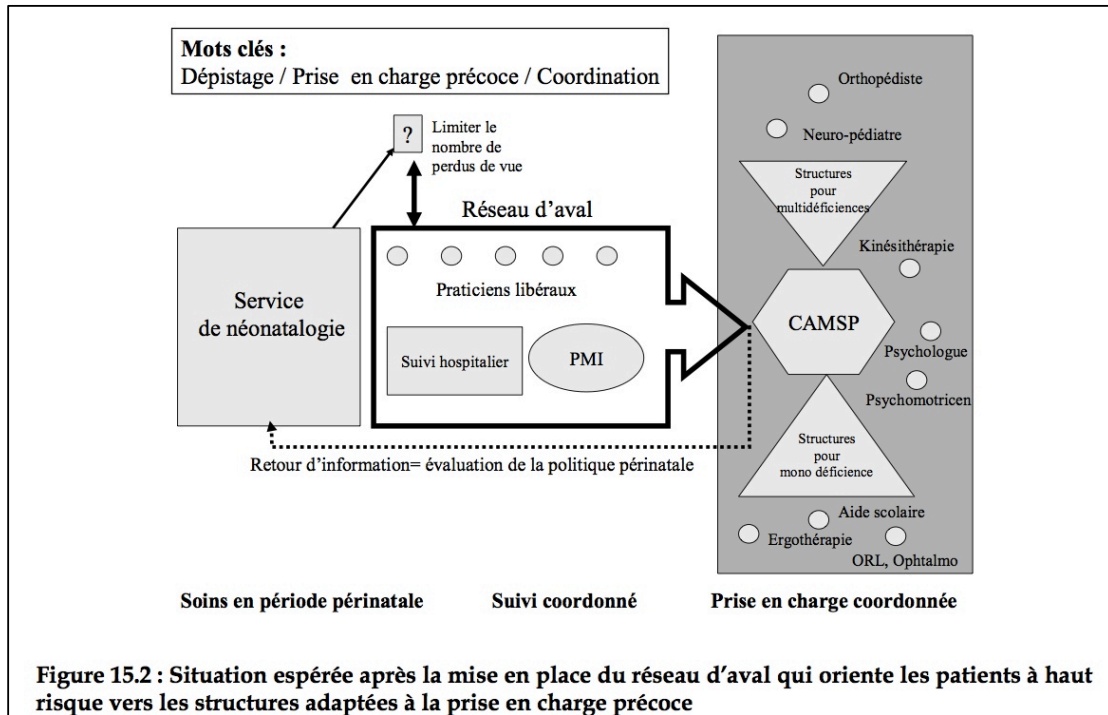 Mots clés :
Dépistage / Prise en charge précoce / Coordination
?
Limiter le
nombre de
perdus de vue
Réseau d'aval
Service
de néonatalogie
Praticiens libéraux
Suivi hospitalier
PMI
Retour d'information= évaluation de la politique périnatale
Orthopédiste
Neuro-pédiatre
Structures
pour
multidéficiences
Kinésithérapie
CAMSP
Psychologue
Psychomotricen
Structures
pour
mono déficience
Aide scolaire
Ergothérapie
ORL, Ophtalmo
Soins en période périnatale
Suivi coordonné
Prise en charge coordonnée
Figure 15.2 : Situation espérée après la mise en place du réseau d'aval qui oriente les patients à haut
risque vers les structures adaptées à la prise en charge précoce